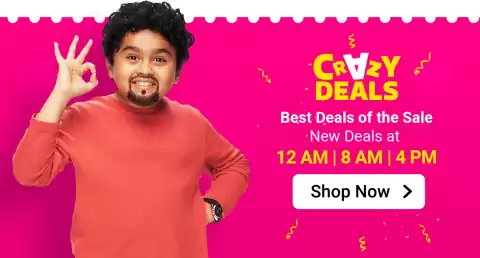 CRAZY
DEALS
Best Deals of the Sale
New Deals at
12 AM | 8 AM | 4 PM
Shop Now